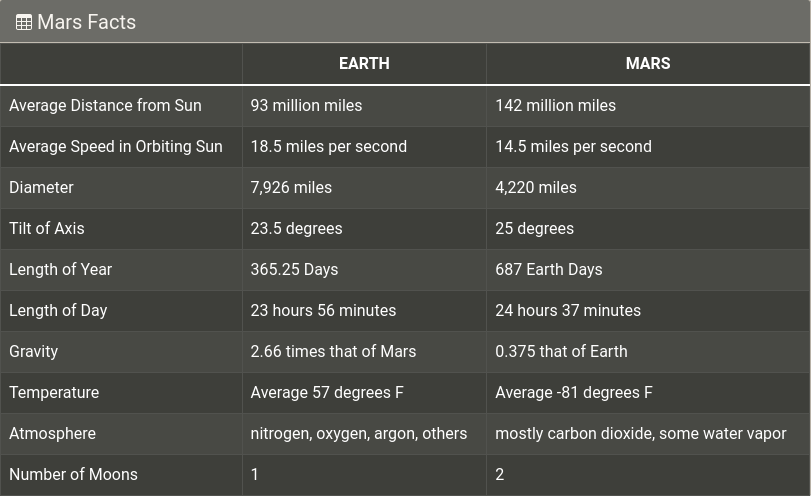 Mars Facts
EARTH MARS
Average Distance from Sun 93 million miles 142 million miles
Average Speed in Orbiting Sun 18.5 miles per second 14.5 miles per second
Diameter 7,926 miles 4,220 miles
Tilt of Axis 23.5 degrees 25 degrees
Length of Year 365.25 Days 687 Earth Days
Length of Day 23 hours 56 minutes 24 hours 37 minutes
Gravity 2.66 times that of Mars 0.375 that of Earth
Temperature Average 57 degrees F Average -81 degrees F
Atmosphere nitrogen, oxygen, argon, others mostly carbon dioxide, some water vapor
Number of Moons 1 2